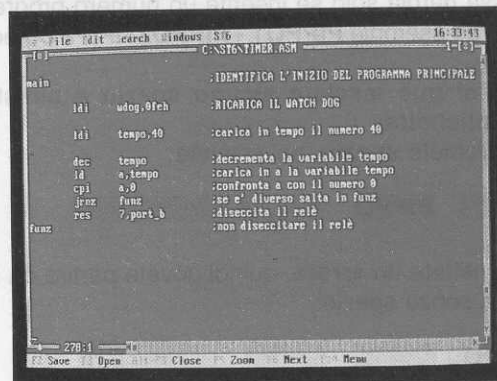 File Edit Search Windows ST6 16:33:43
C:\ST6\TIMER.ASM 1-[↕]
main ;IDENTIFICA L'INIZIO DEL PROGRAMMA PRINCIPALE
ldi wdog,0feh ;RICARICA IL WATCH DOG
ldi tempo,40 ;carica in tempo il numero 40
dec tempo ;decrementa la variabile tempo
ld a,tempo ;carica in a la variabile tempo
cpi a,0 ;confronta a con il numero 0
jrnz funz ;se e' diverso salta in funz
res 7,port_b ;diseccita il relè
funz ;non diseccitare il relè
270:1
F2 Save F3 Open Alt-F3 Close F5 Zoom F6 Next F10 Menu